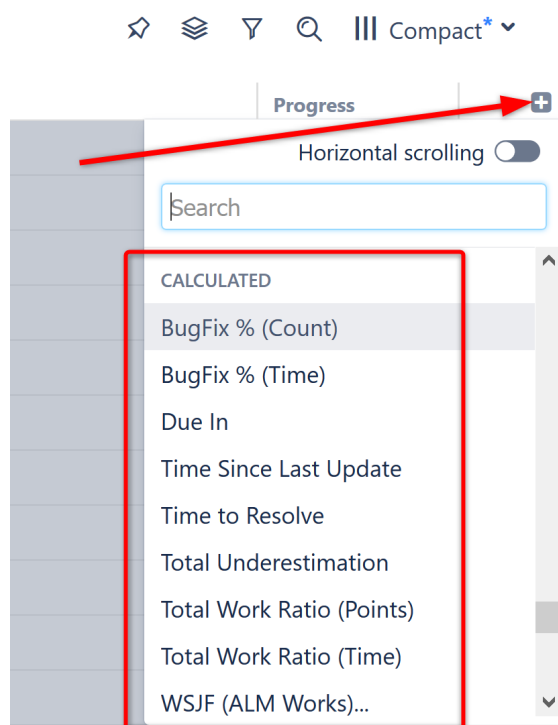 Compact*
Progress
Horizontal scrolling
Search
CALCULATED
BugFix % (Count)
BugFix % (Time)
Due In
Time Since Last Update
Time to Resolve
Total Underestimation
Total Work Ratio (Points)
Total Work Ratio (Time)
WSJF (ALM Works)...